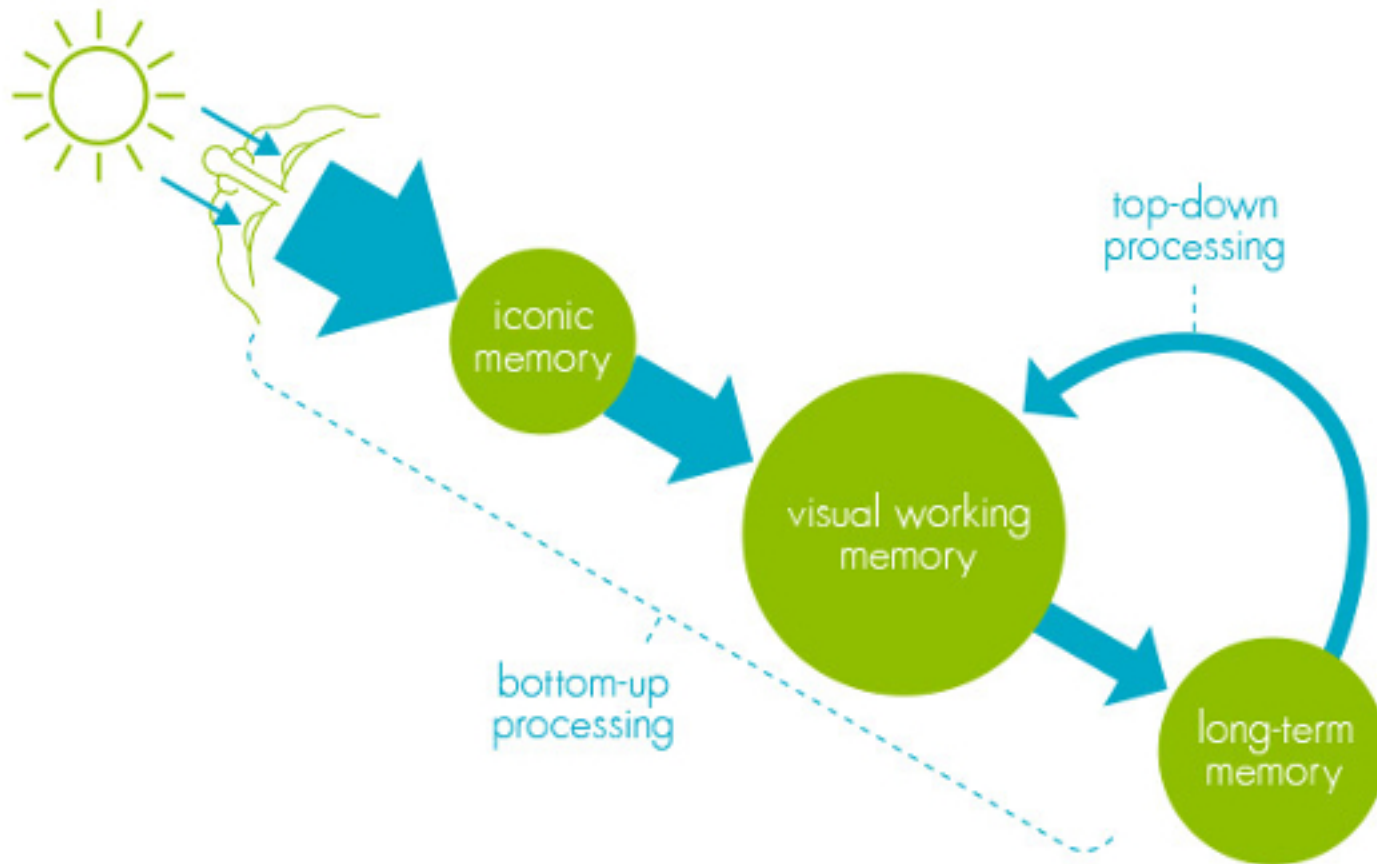 top-down
processing
iconic
memory
visual working
memory
bottom-up
processing
long-term
memory